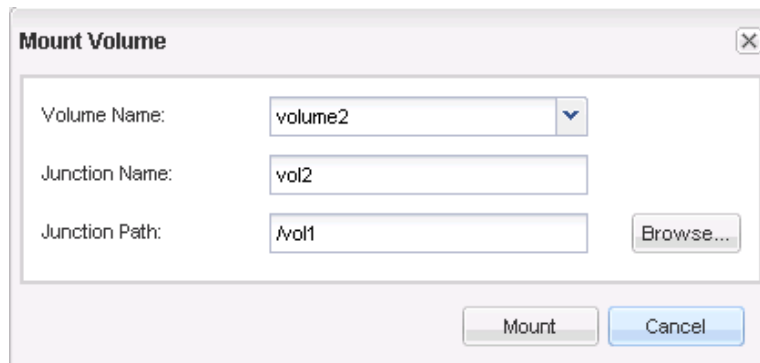 Mount Volume
Volume Name: volume2
Junction Name: vol2
Junction Path: /vol1 Browse...
Mount Cancel